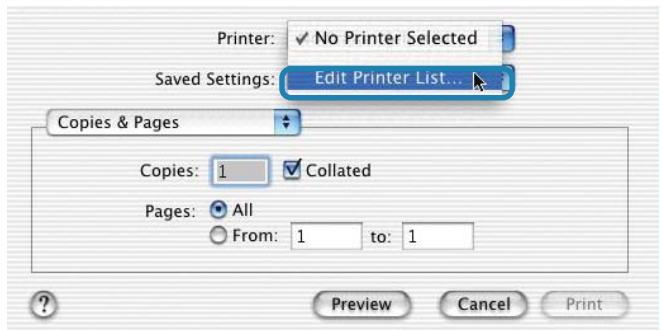 Printer: ✓ No Printer Selected
Saved Settings: Edit Printer List...
Copies & Pages
Copies: 1 Collated
Pages: All
From: 1 to: 1
? Preview Cancel Print